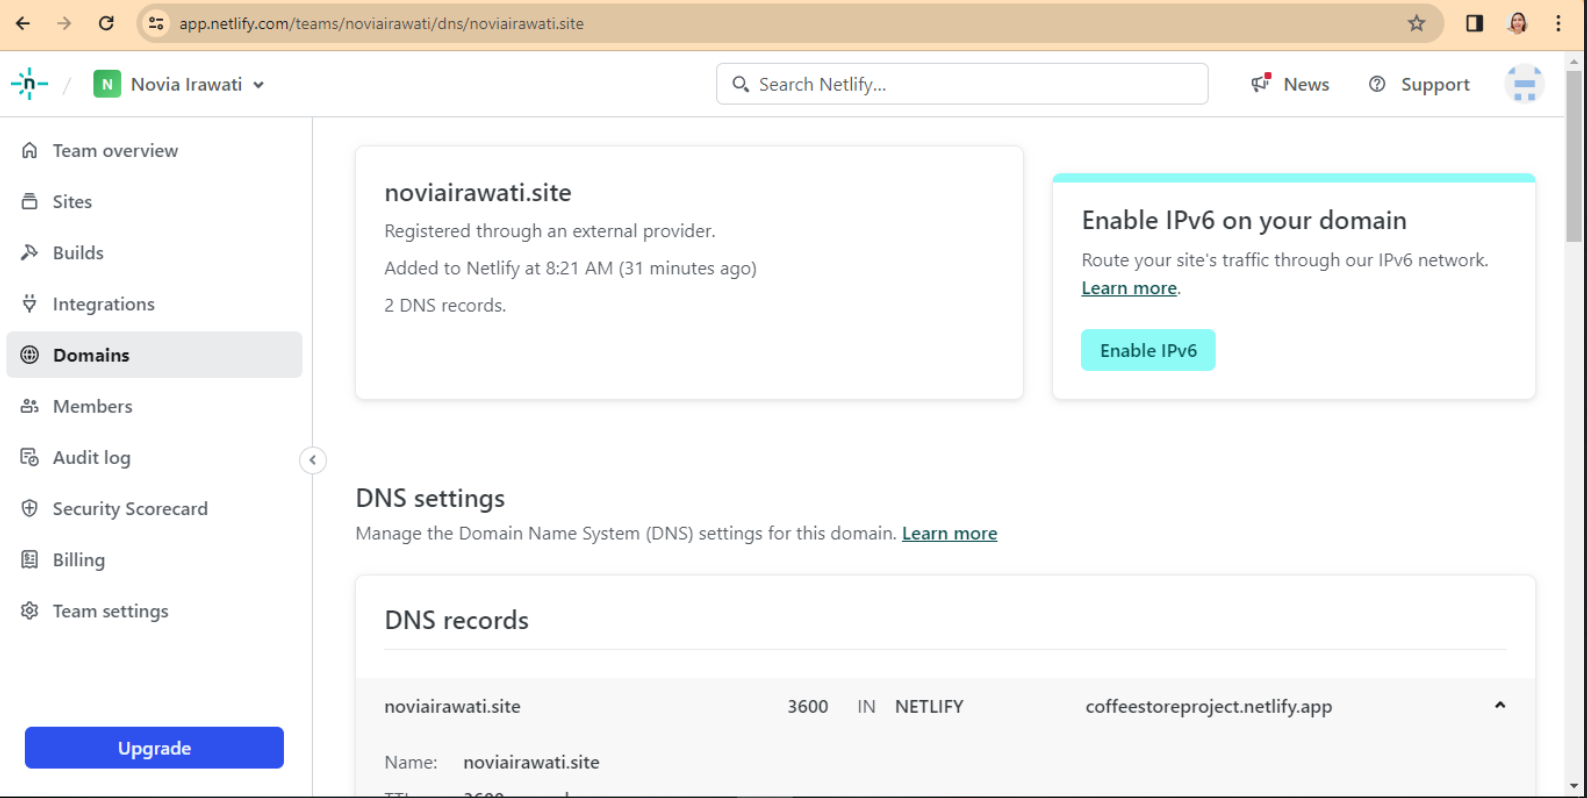 app.netlify.com/teams/noviairawati/dns/noviairawati.site
n / N Novia Irawati
Search Netlify...
News
Support
Team overview
Sites
Builds
Integrations
Domains
Members
Audit log
Security Scorecard
Billing
Team settings
Upgrade
noviairawati.site
Registered through an external provider.
Added to Netlify at 8:21 AM (31 minutes ago)
2 DNS records.
Enable IPv6 on your domain
Route your site's traffic through our IPv6 network.
Learn more.
Enable IPv6
DNS settings
Manage the Domain Name System (DNS) settings for this domain. Learn more
DNS records
noviairawati.site 3600 IN NETLIFY coffeestoreproject.netlify.app
Name: noviairawati.site